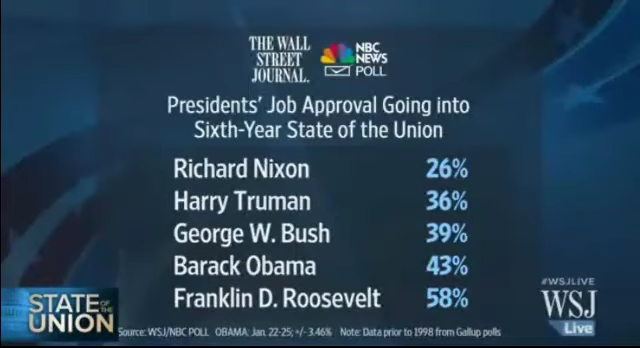 THE WALL
STREET
JOURNAL.
NBC
NEWS
POLL
Presidents' Job Approval Going into
Sixth-Year State of the Union
Richard Nixon 26%
Harry Truman 36%
George W. Bush 39%
Barack Obama 43%
Franklin D. Roosevelt 58%
#WSJLIVE
WSJ
Live
STATE OF THE
UNION
Source: WSJ/NBC POLL OBAMA: Jan. 22-25; +/- 3.46% Note: Data prior to 1998 from Gallup polls